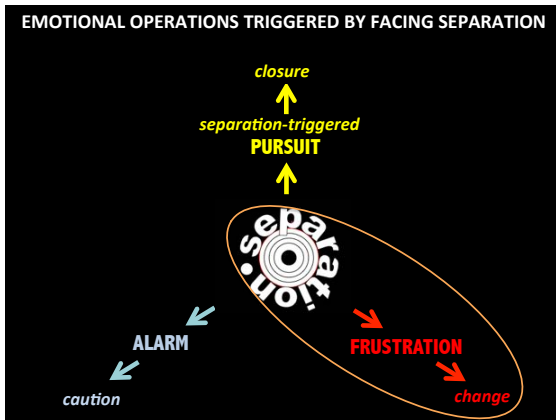 EMOTIONAL OPERATIONS TRIGGERED BY FACING SEPARATION
closure
separation-triggered
PURSUIT
separation•
ALARM
FRUSTRATION
caution
change